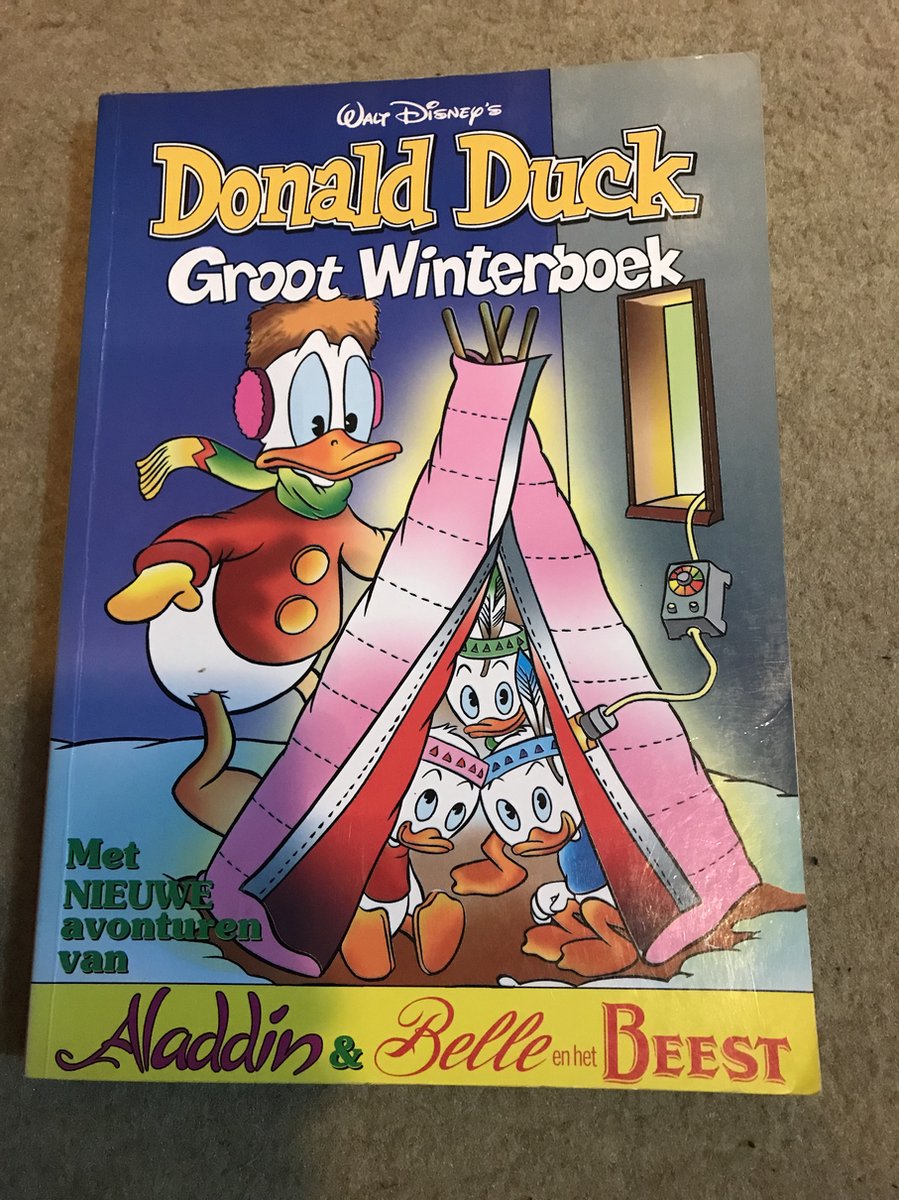 Walt Disney's
Donald Duck
Groot Winterboek
Met
NIEUWE
avonturen
van
Aladdin & Belle en het BEEST